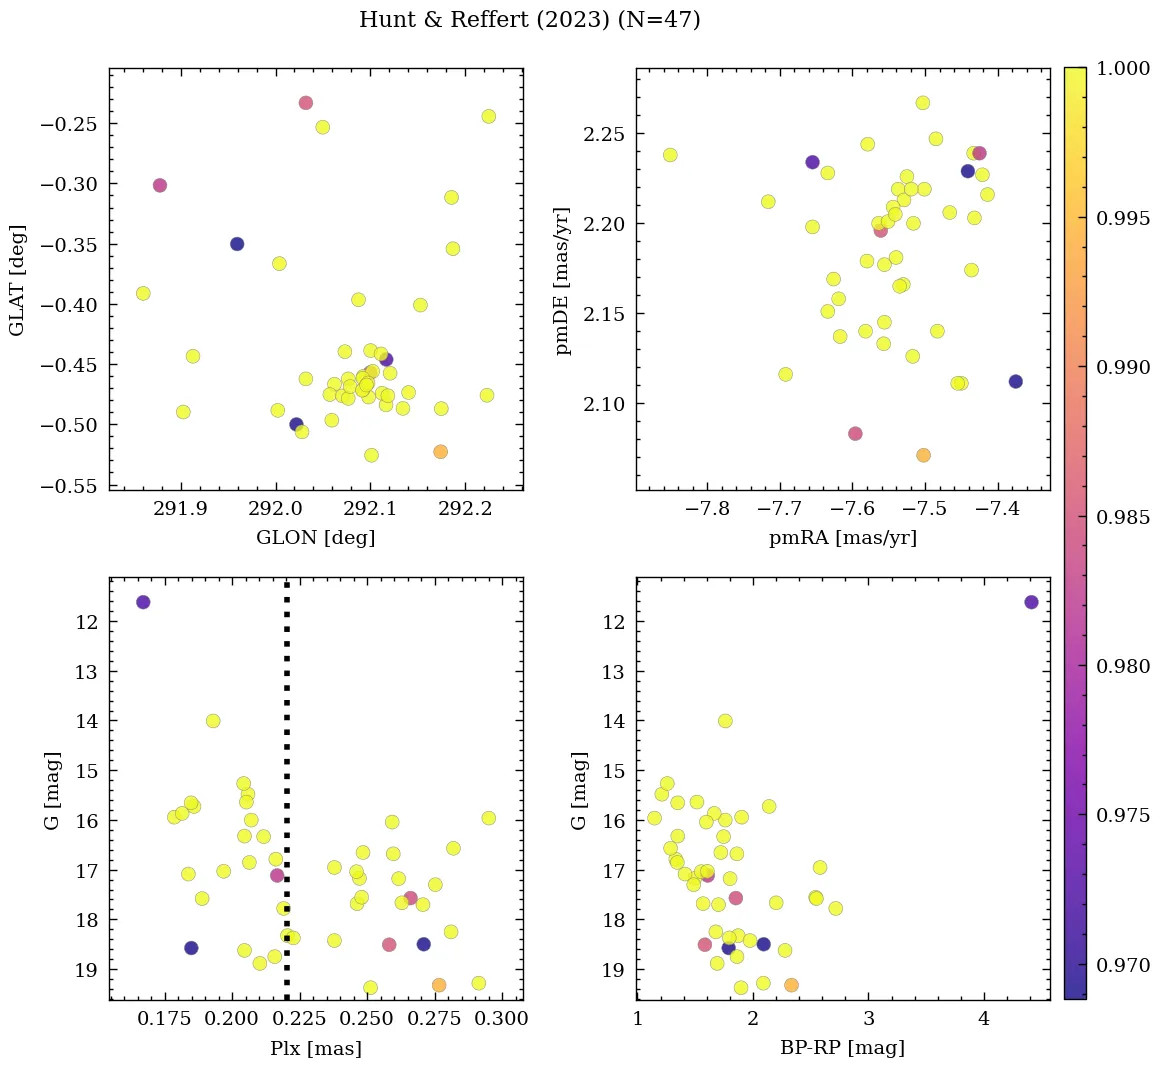 Hunt & Reffert (2023) (N=47)
−0.25
−0.30
−0.35
−0.40
−0.45
−0.50
−0.55
GLAT [deg]
291.9 292.0 292.1 292.2
GLON [deg]
2.25
2.20
2.15
2.10
pmDE [mas/yr]
−7.8 −7.7 −7.6 −7.5 −7.4
pmRA [mas/yr]
1.000
0.995
0.990
0.985
0.980
0.975
0.970
12
13
14
15
16
17
18
19
G [mag]
0.175 0.200 0.225 0.250 0.275 0.300
Plx [mas]
12
13
14
15
16
17
18
19
G [mag]
1 2 3 4
BP-RP [mag]